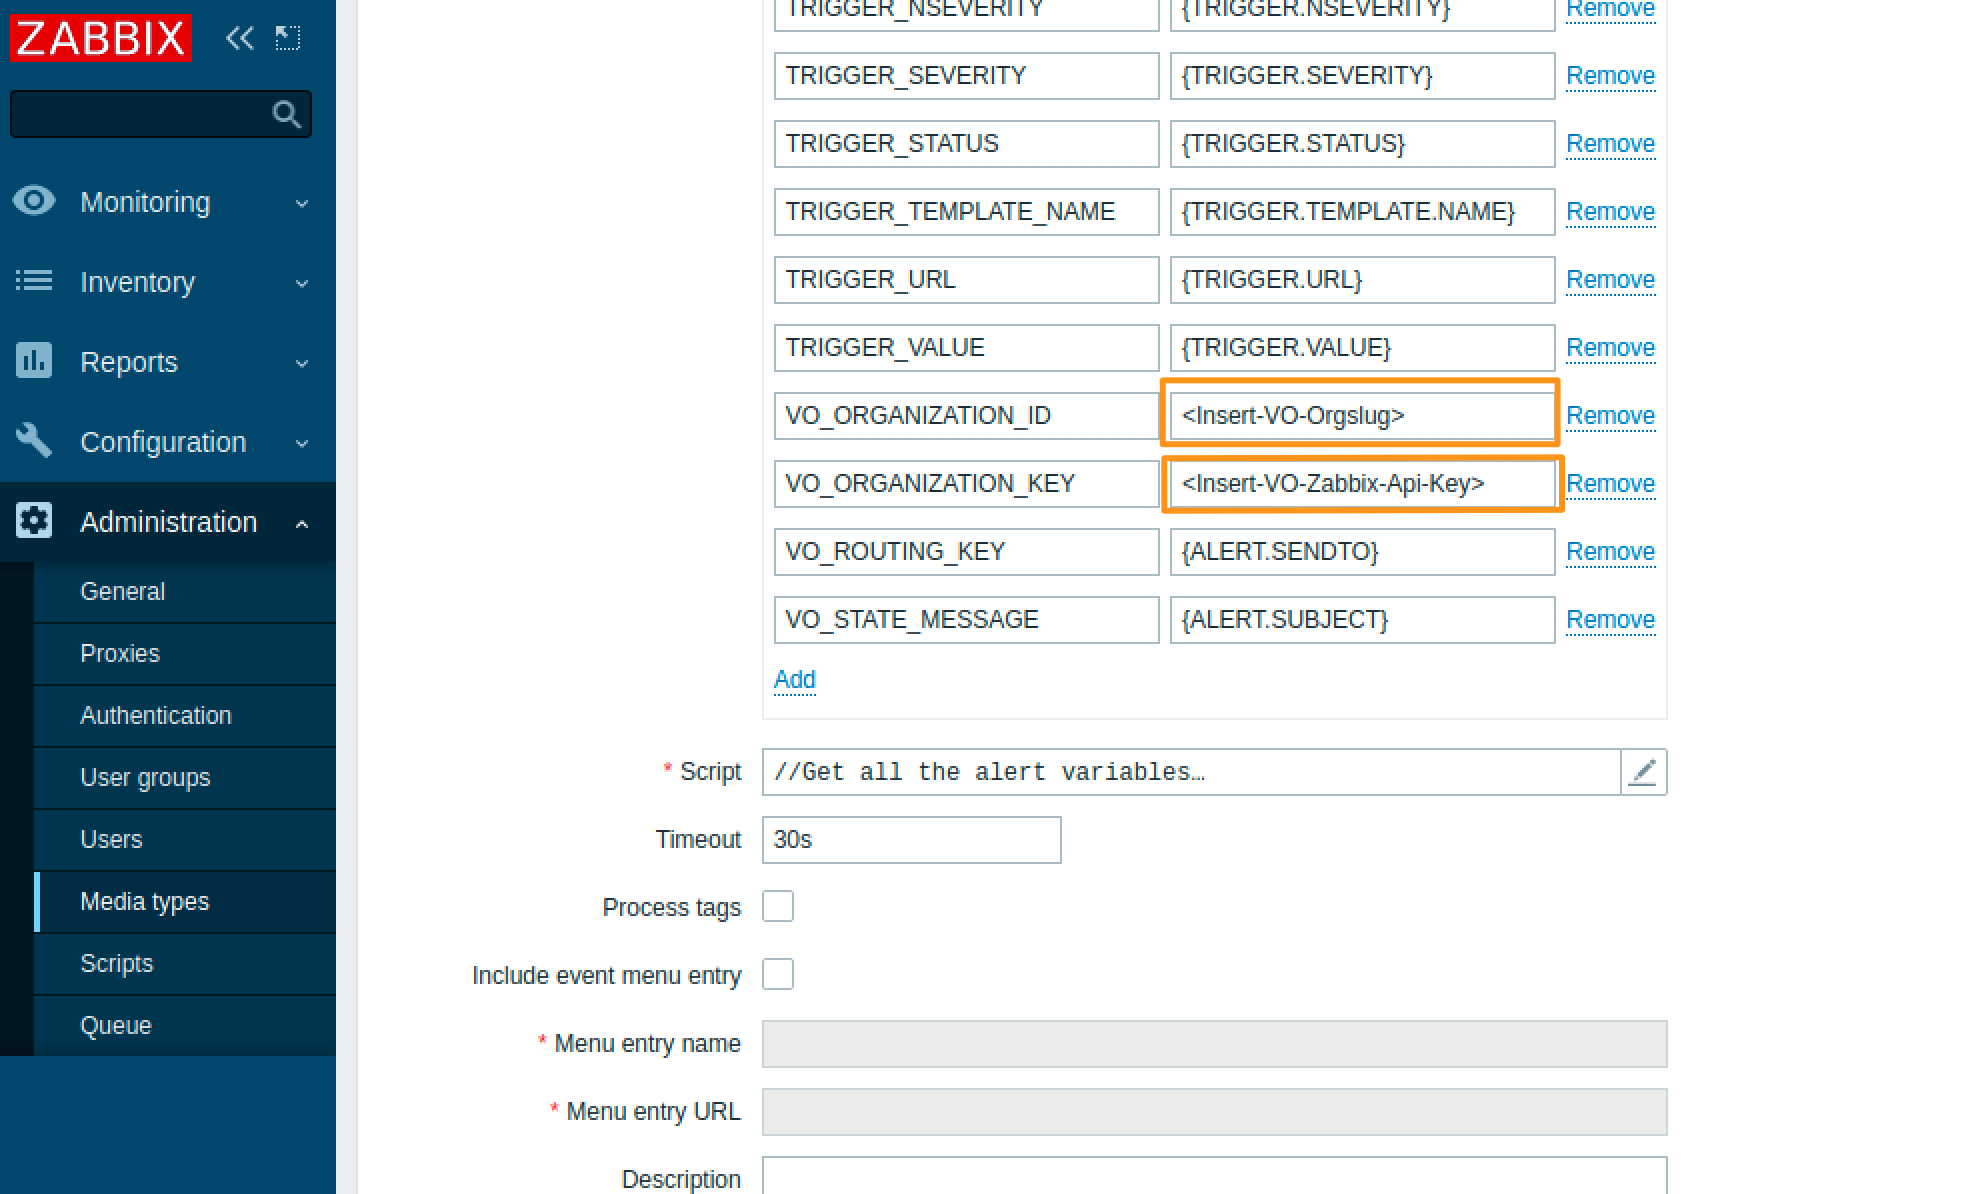 ZABBIX
Monitoring
Inventory
Reports
Configuration
Administration
General
Proxies
Authentication
User groups
Users
Media types
Scripts
Queue
TRIGGER_NSEVERITY {TRIGGER.NSEVERITY} Remove
TRIGGER_SEVERITY {TRIGGER.SEVERITY} Remove
TRIGGER_STATUS {TRIGGER.STATUS} Remove
TRIGGER_TEMPLATE_NAME {TRIGGER.TEMPLATE.NAME} Remove
TRIGGER_URL {TRIGGER.URL} Remove
TRIGGER_VALUE {TRIGGER.VALUE} Remove
VO_ORGANIZATION_ID <Insert-VO-Orgslug> Remove
VO_ORGANIZATION_KEY <Insert-VO-Zabbix-Api-Key> Remove
VO_ROUTING_KEY {ALERT.SENDTO} Remove
VO_STATE_MESSAGE {ALERT.SUBJECT} Remove
Add
* Script //Get all the alert variables…
Timeout 30s
Process tags
Include event menu entry
* Menu entry name
* Menu entry URL
Description